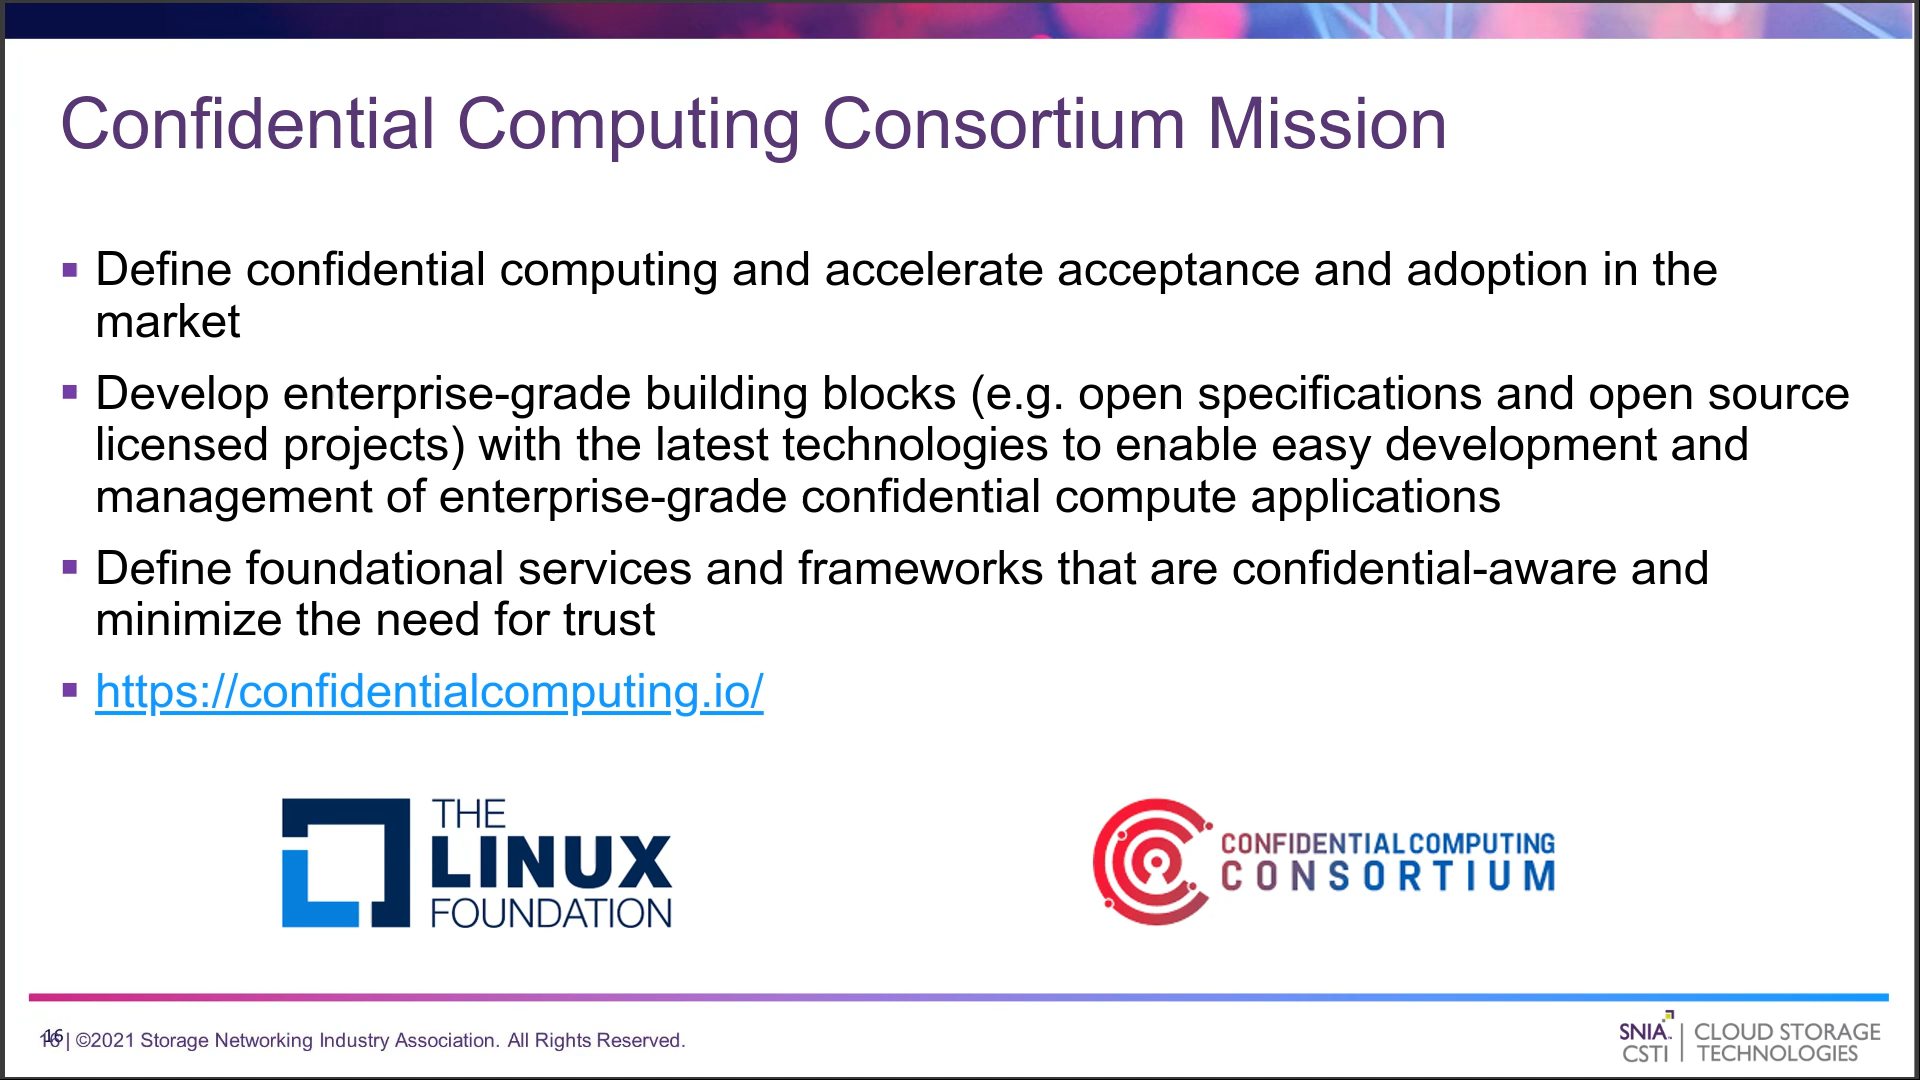 Confidential Computing Consortium Mission
▪ Define confidential computing and accelerate acceptance and adoption in the
market
▪ Develop enterprise-grade building blocks (e.g. open specifications and open source
licensed projects) with the latest technologies to enable easy development and
management of enterprise-grade confidential compute applications
▪ Define foundational services and frameworks that are confidential-aware and
minimize the need for trust
▪ https://confidentialcomputing.io/
THE
LINUX
FOUNDATION
CONFIDENTIAL COMPUTING
CONSORTIUM
16 | ©2021 Storage Networking Industry Association. All Rights Reserved.
16
SNIA. | CLOUD STORAGE
CSTI | TECHNOLOGIES